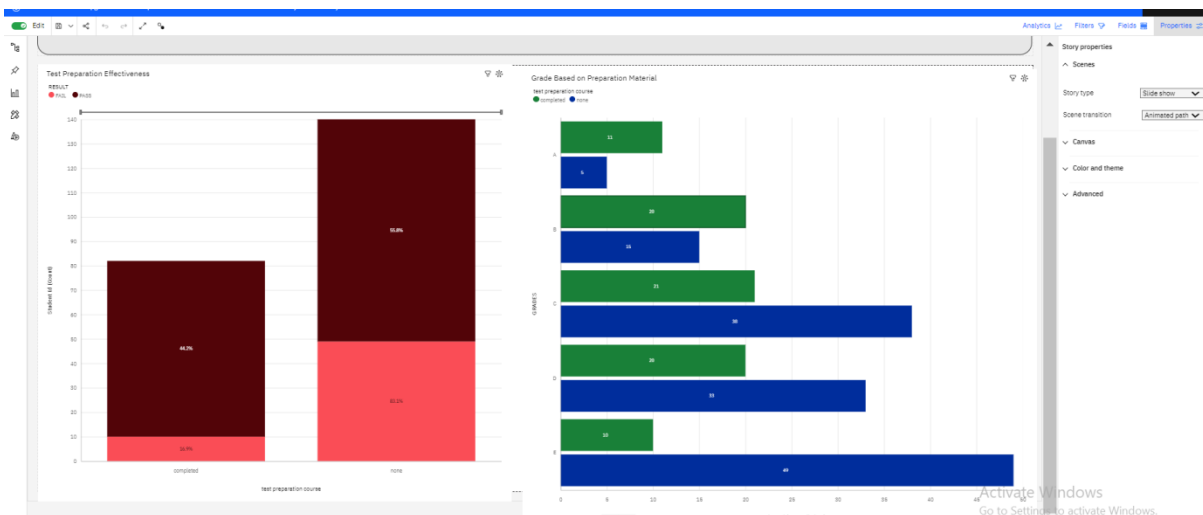 Edit
Analytics
Filters
Fields
Properties
Test Preparation Effectiveness
RESULT
FAIL
PASS
140
130
120
110
100
90
80
70
60
50
40
30
20
10
0
Student Id (Count)
55.8%
44.2%
completed
none
test preparation course
Grade Based on Preparation Material
test preparation course
completed
none
GRADES
A
11
5
B
20
15
C
21
38
D
20
33
E
10
49
0
5
10
15
20
25
30
35
40
45
50
Story properties
Scenes
Story type
Slide show
Scene transition
Animated path
Canvas
Color and theme
Advanced
Activate Windows
Go to Settings to activate Windows.